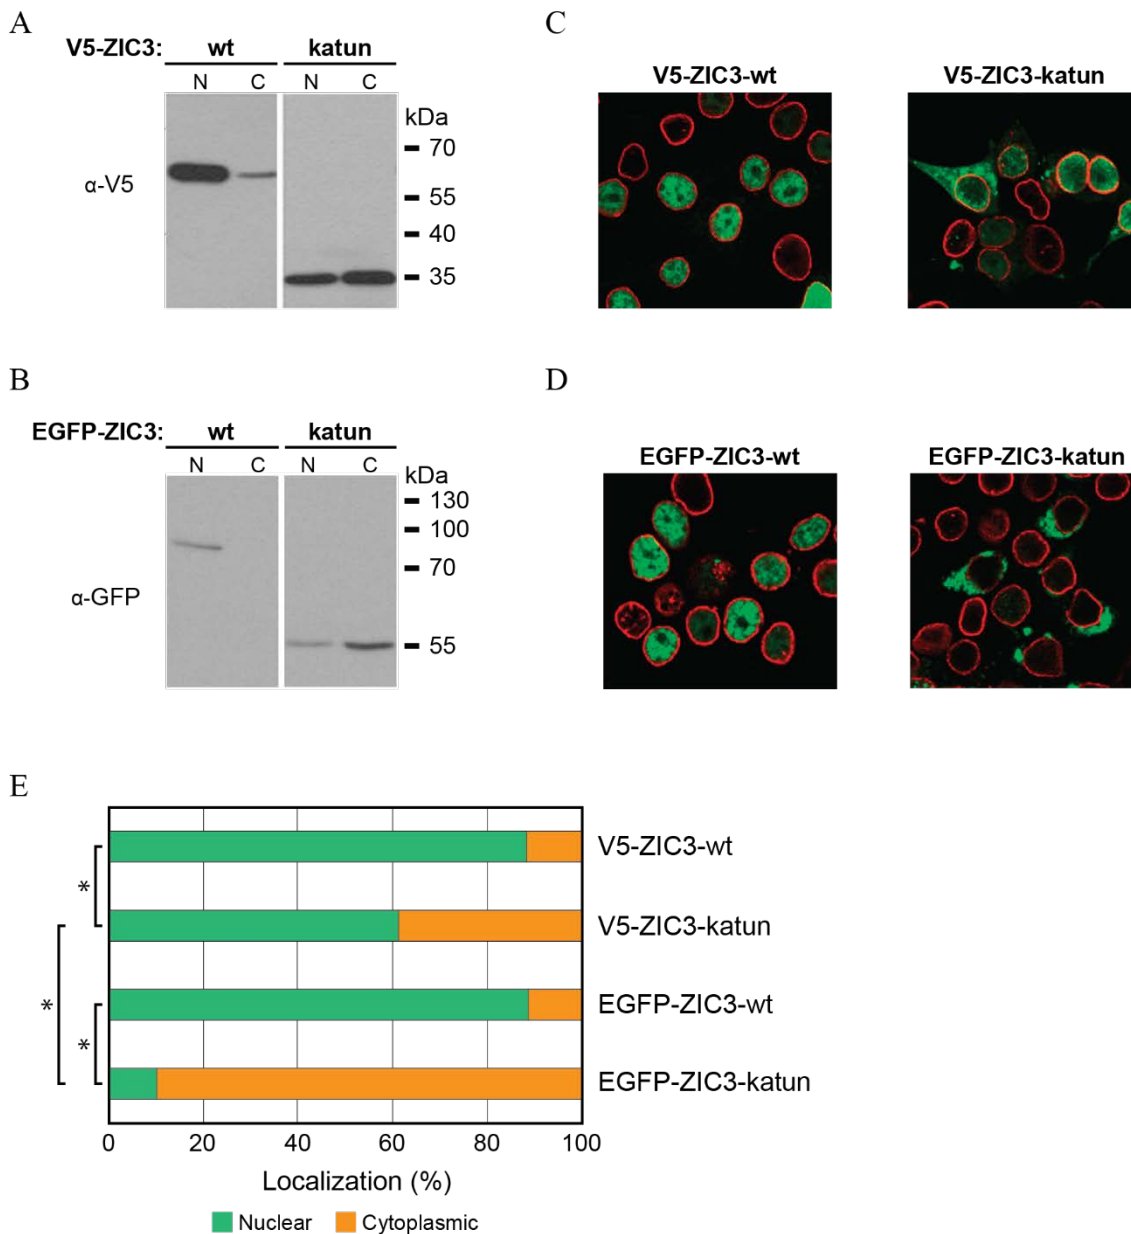 A
V5-ZIC3: wt katun
N C N C
kDa
70
α-V5
55
40
35
B
EGFP-ZIC3: wt katun
N C N C
kDa
130
100
70
α-GFP
55
C
V5-ZIC3-wt V5-ZIC3-katun
D
EGFP-ZIC3-wt EGFP-ZIC3-katun
E
V5-ZIC3-wt
*
V5-ZIC3-katun
*
EGFP-ZIC3-wt
*
EGFP-ZIC3-katun
0 20 40 60 80 100
Localization (%)
Nuclear Cytoplasmic